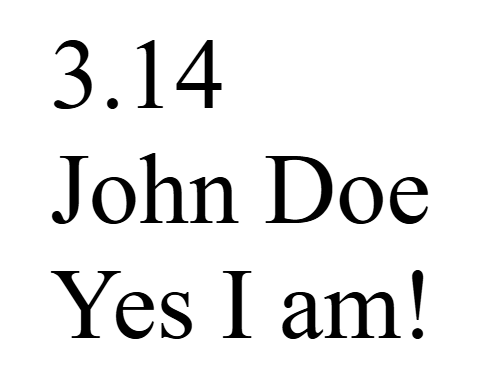 3.14
John Doe
Yes I am!